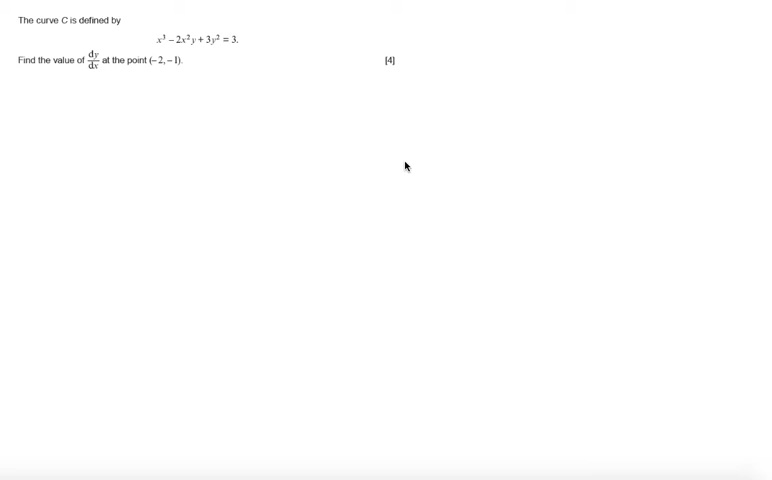 The curve C is defined by
x³ – 2x²y + 3y² = 3.
Find the value of dy/dx at the point (– 2, – 1). [4]